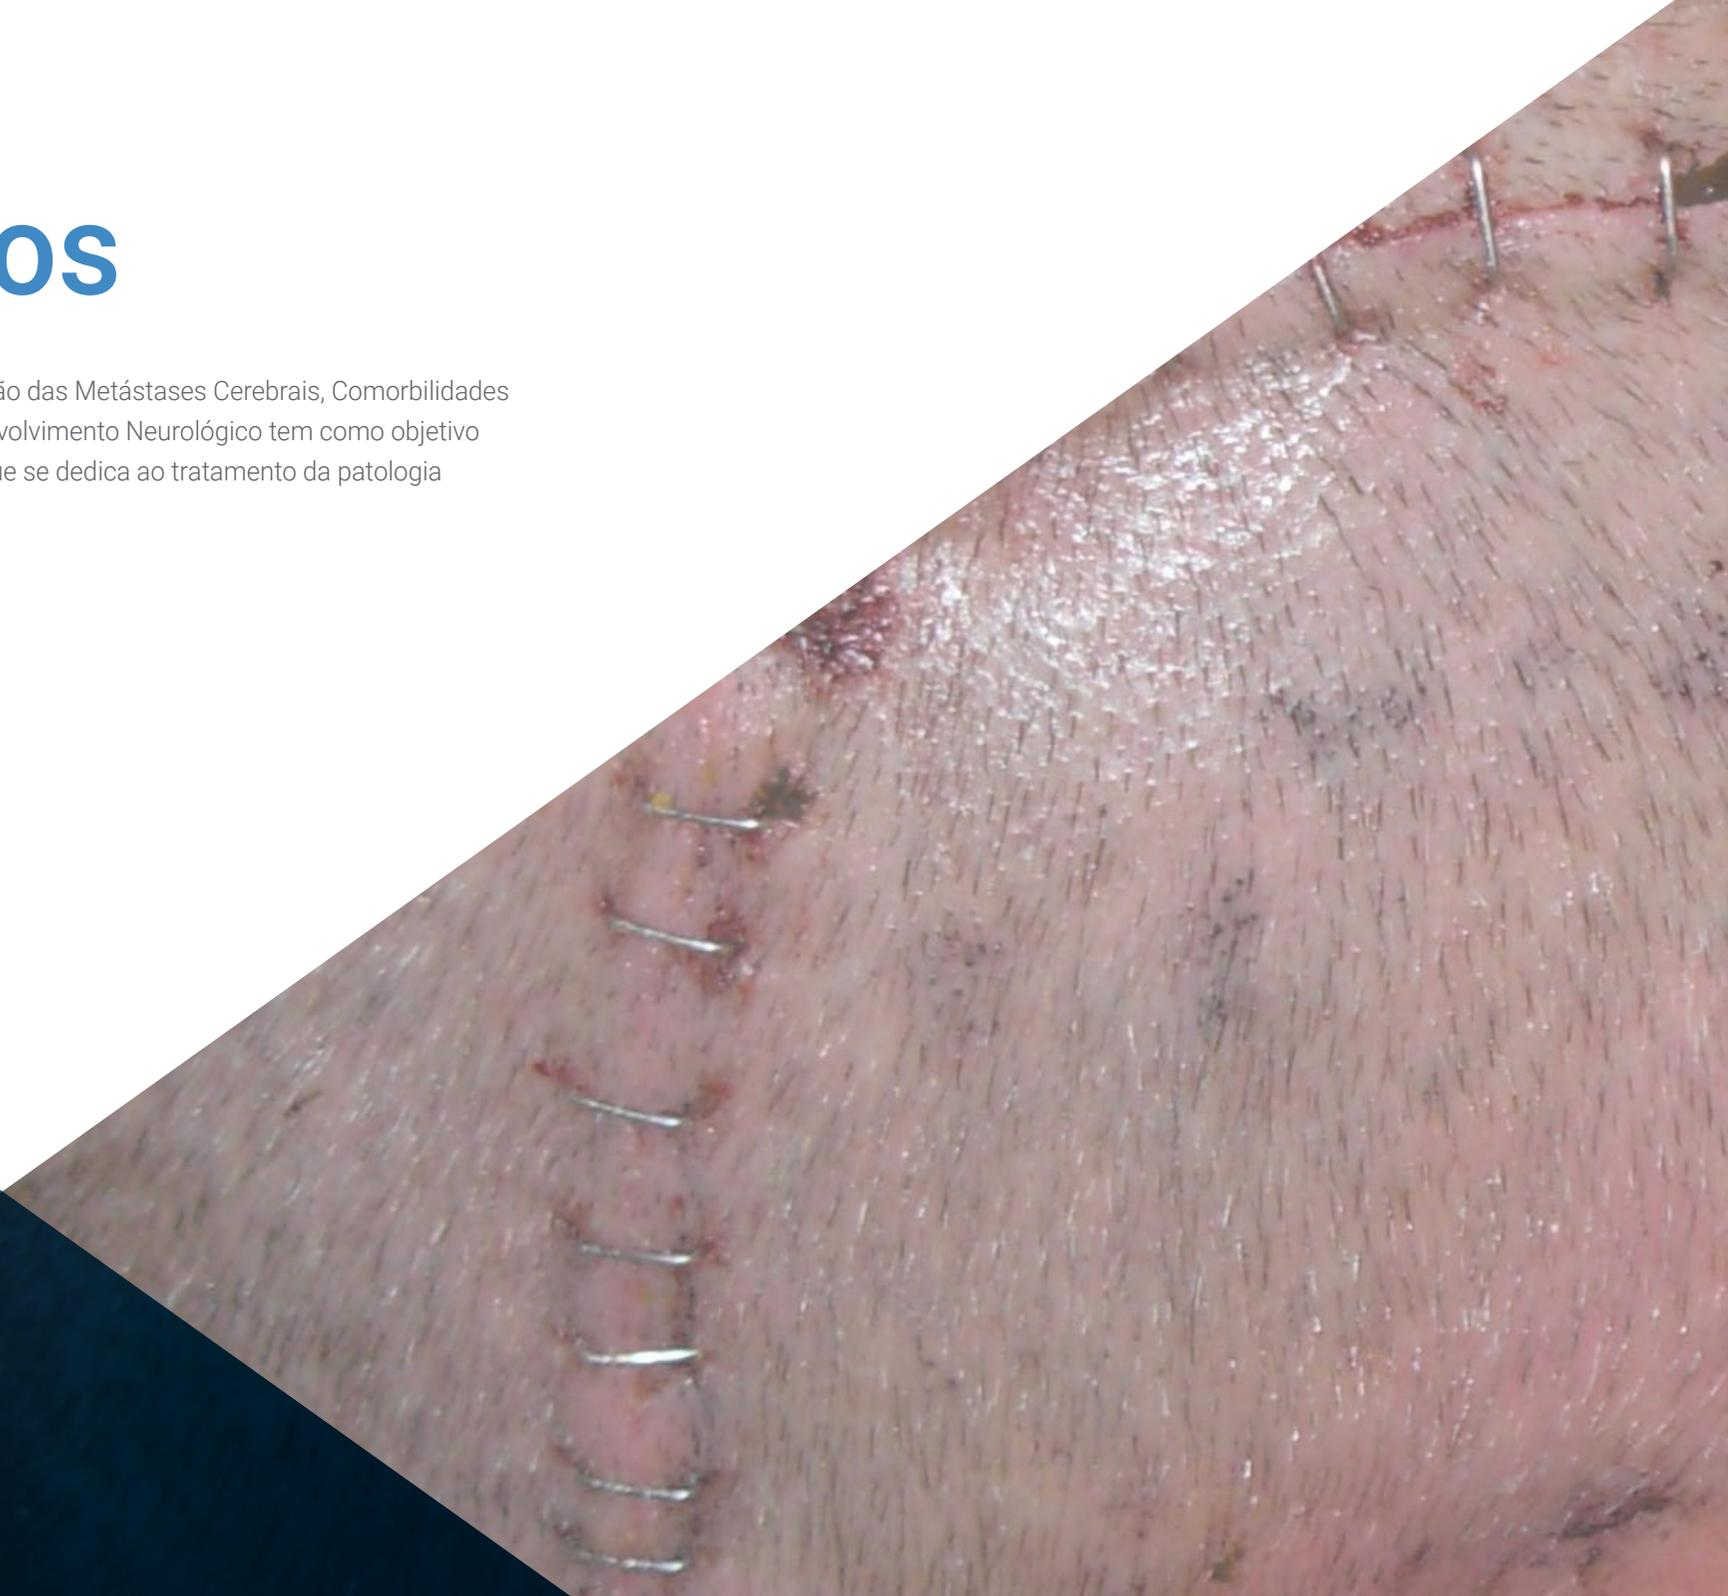 os
ão das Metástases Cerebrais, Comorbilidades
volvimento Neurológico tem como objetivo
ue se dedica ao tratamento da patologia